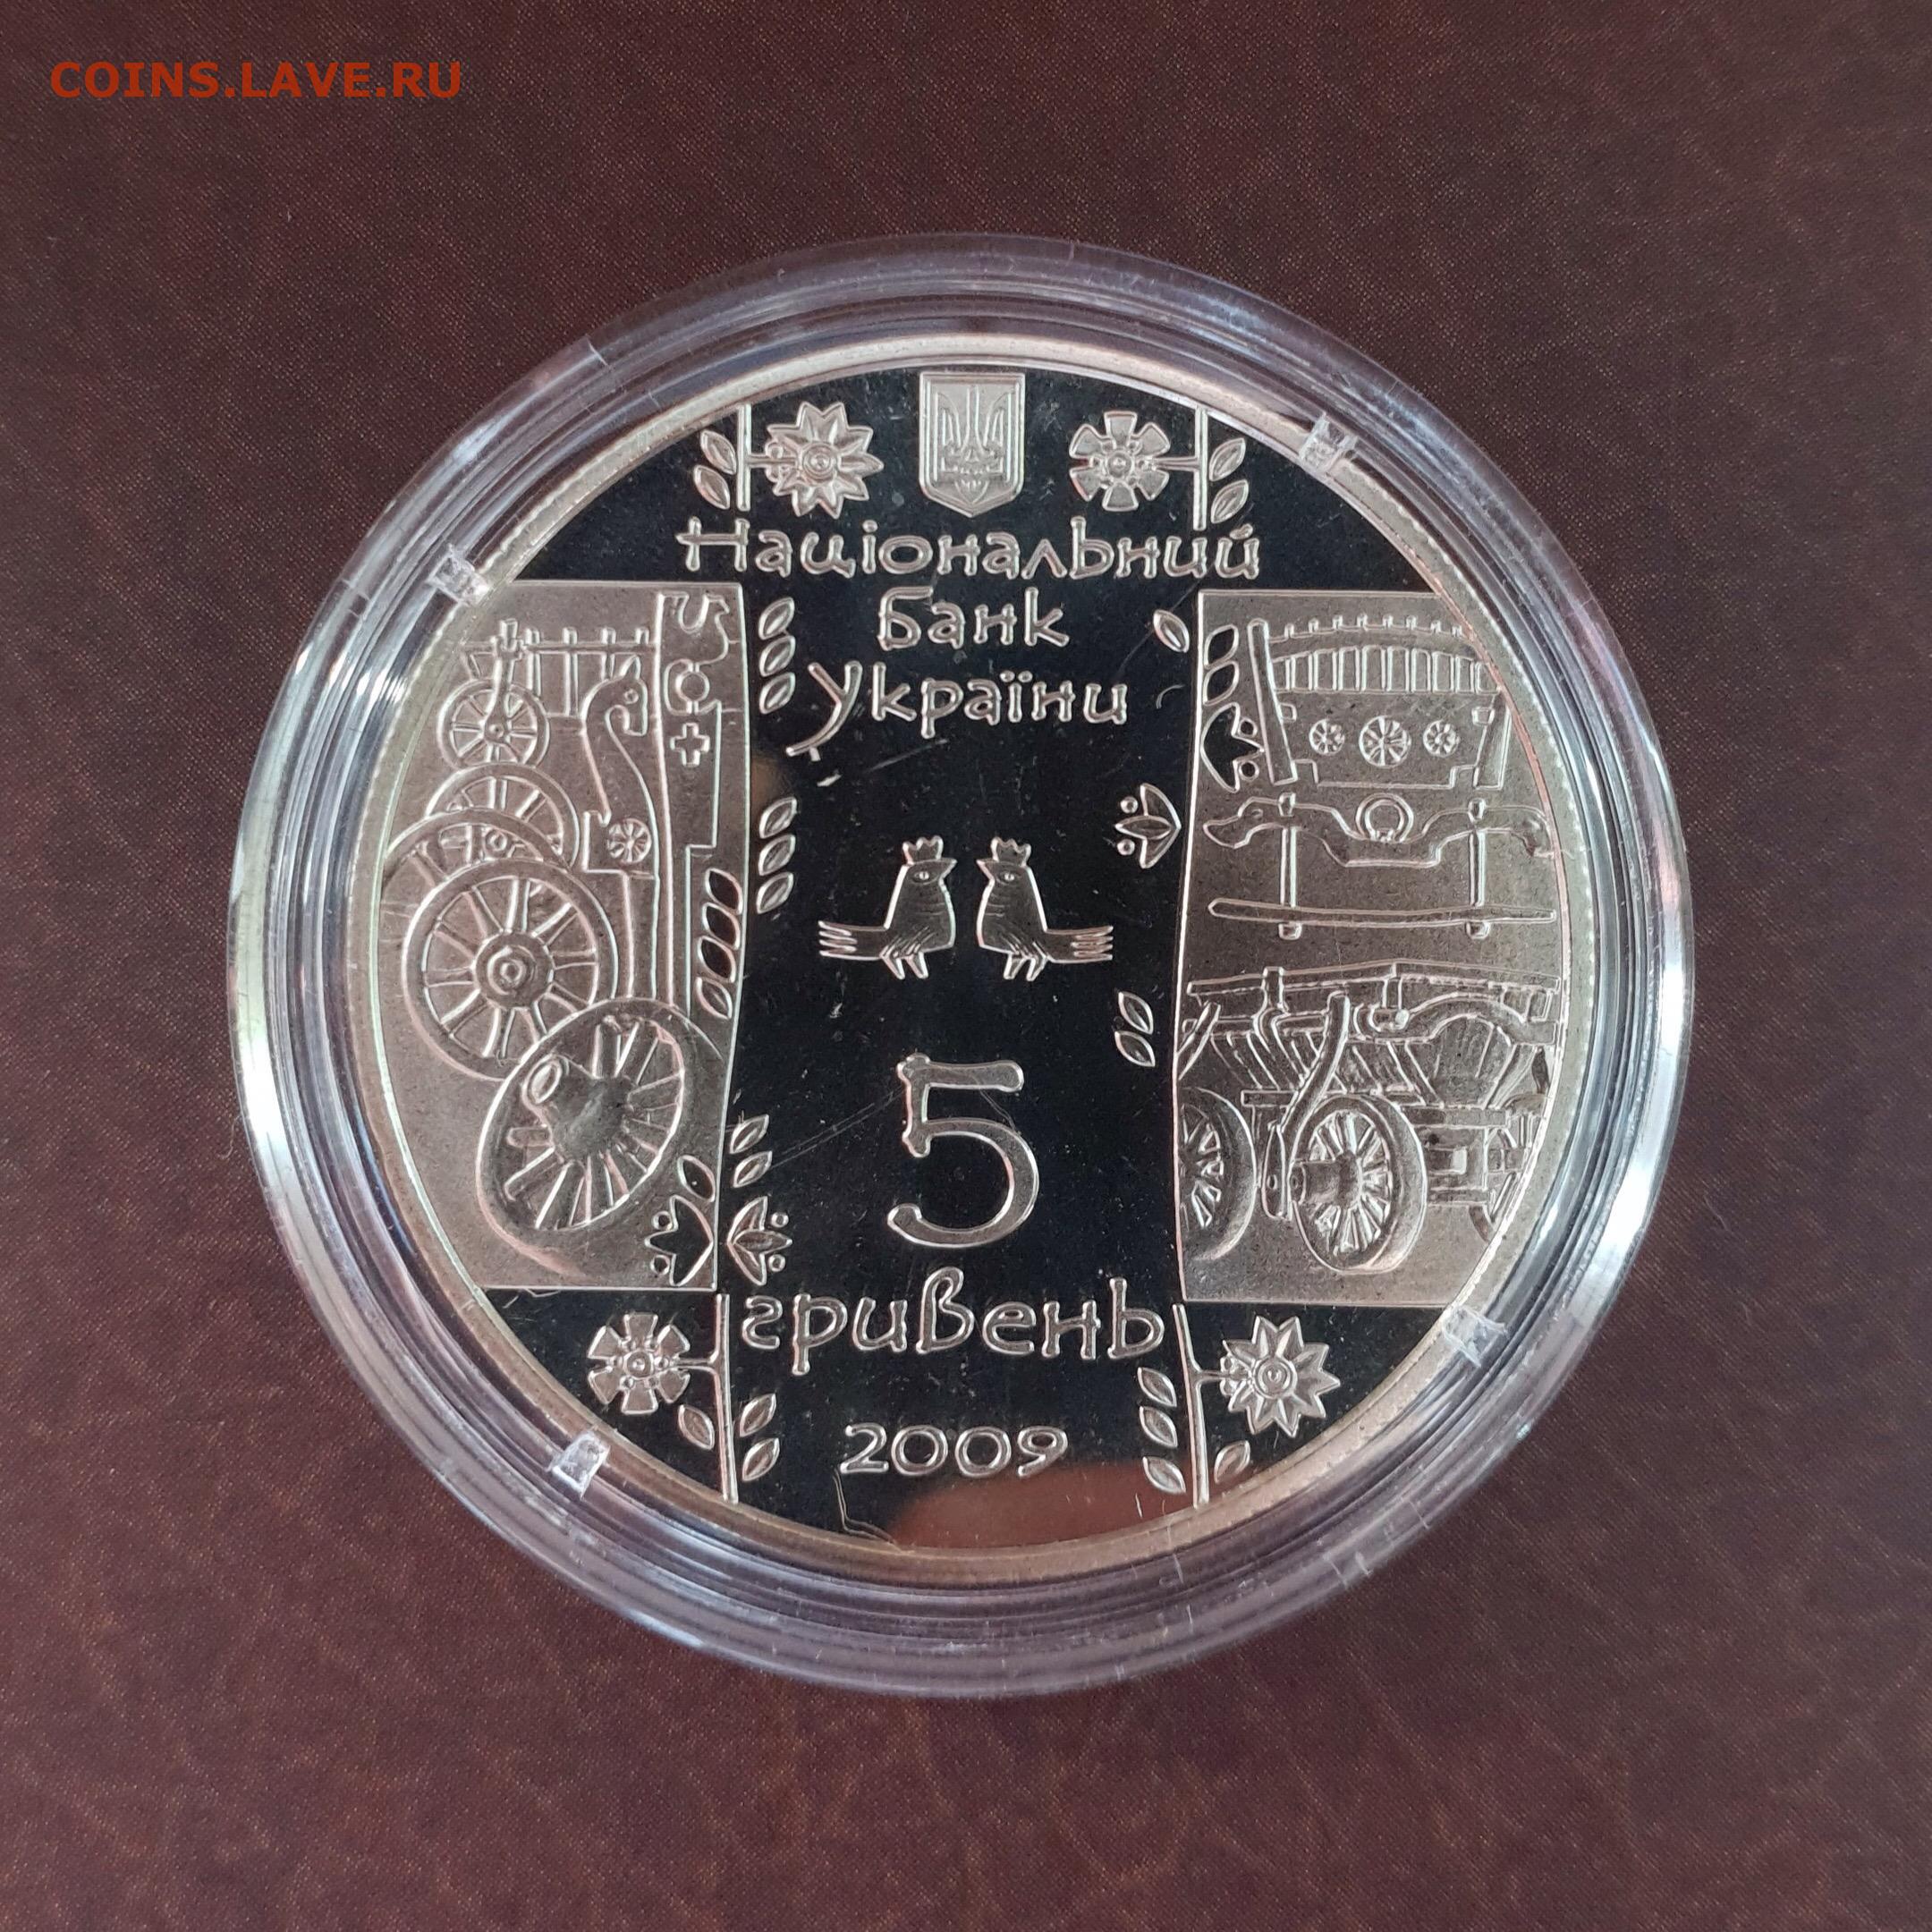 COINS.LAVE.RU
Національний
Банк
України
5
гривень
2009